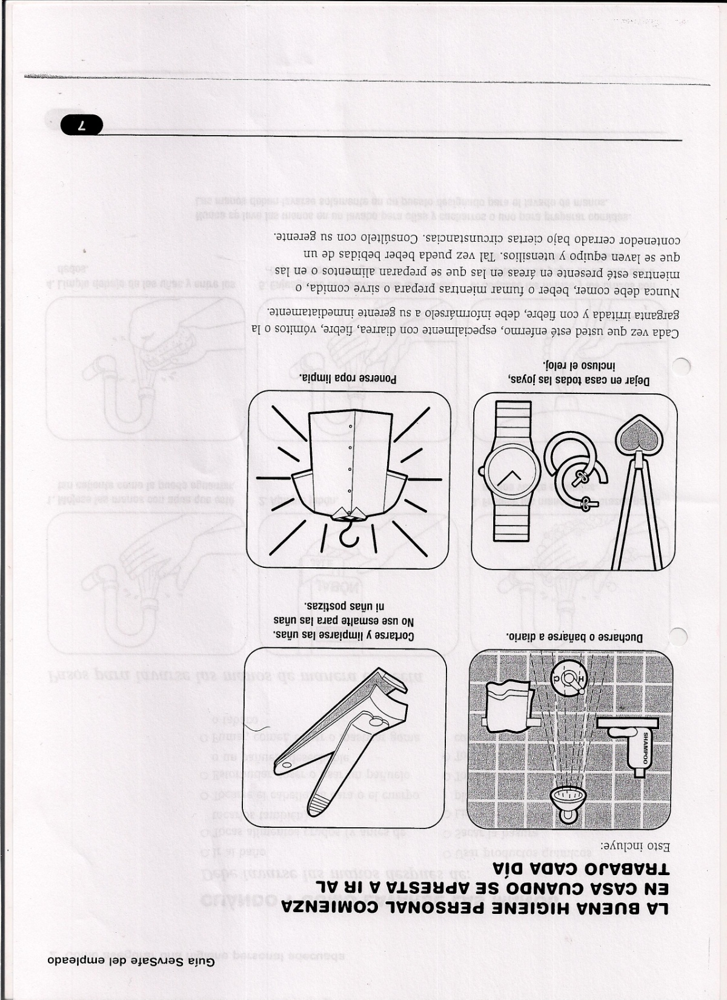 Guía ServSafe del empleado
LA BUENA HIGIENE PERSONAL COMIENZA
EN CASA CUANDO SE APRESTA A IR AL
TRABAJO CADA DÍA
Esto incluye:
SHAMPOO
H
C
Ducharse o bañarse a diario.
Cortarse y limpiarse las uñas.
No use esmalte para las uñas
ni uñas postizas.
Dejar en casa todas las joyas,
incluso el reloj.
Ponerse ropa limpia.
Cada vez que usted esté enfermo, especialmente con diarrea, fiebre, vómitos o la
garganta irritada y con fiebre, debe informárselo a su gerente inmediatamente.
Nunca debe comer, beber o fumar mientras prepara o sirve comida, o
mientras esté presente en áreas en las que se preparan alimentos o en las
que se laven equipo y utensilios. Tal vez pueda beber bebidas de un
contenedor cerrado bajo ciertas circunstancias. Consúltelo con su gerente.
7